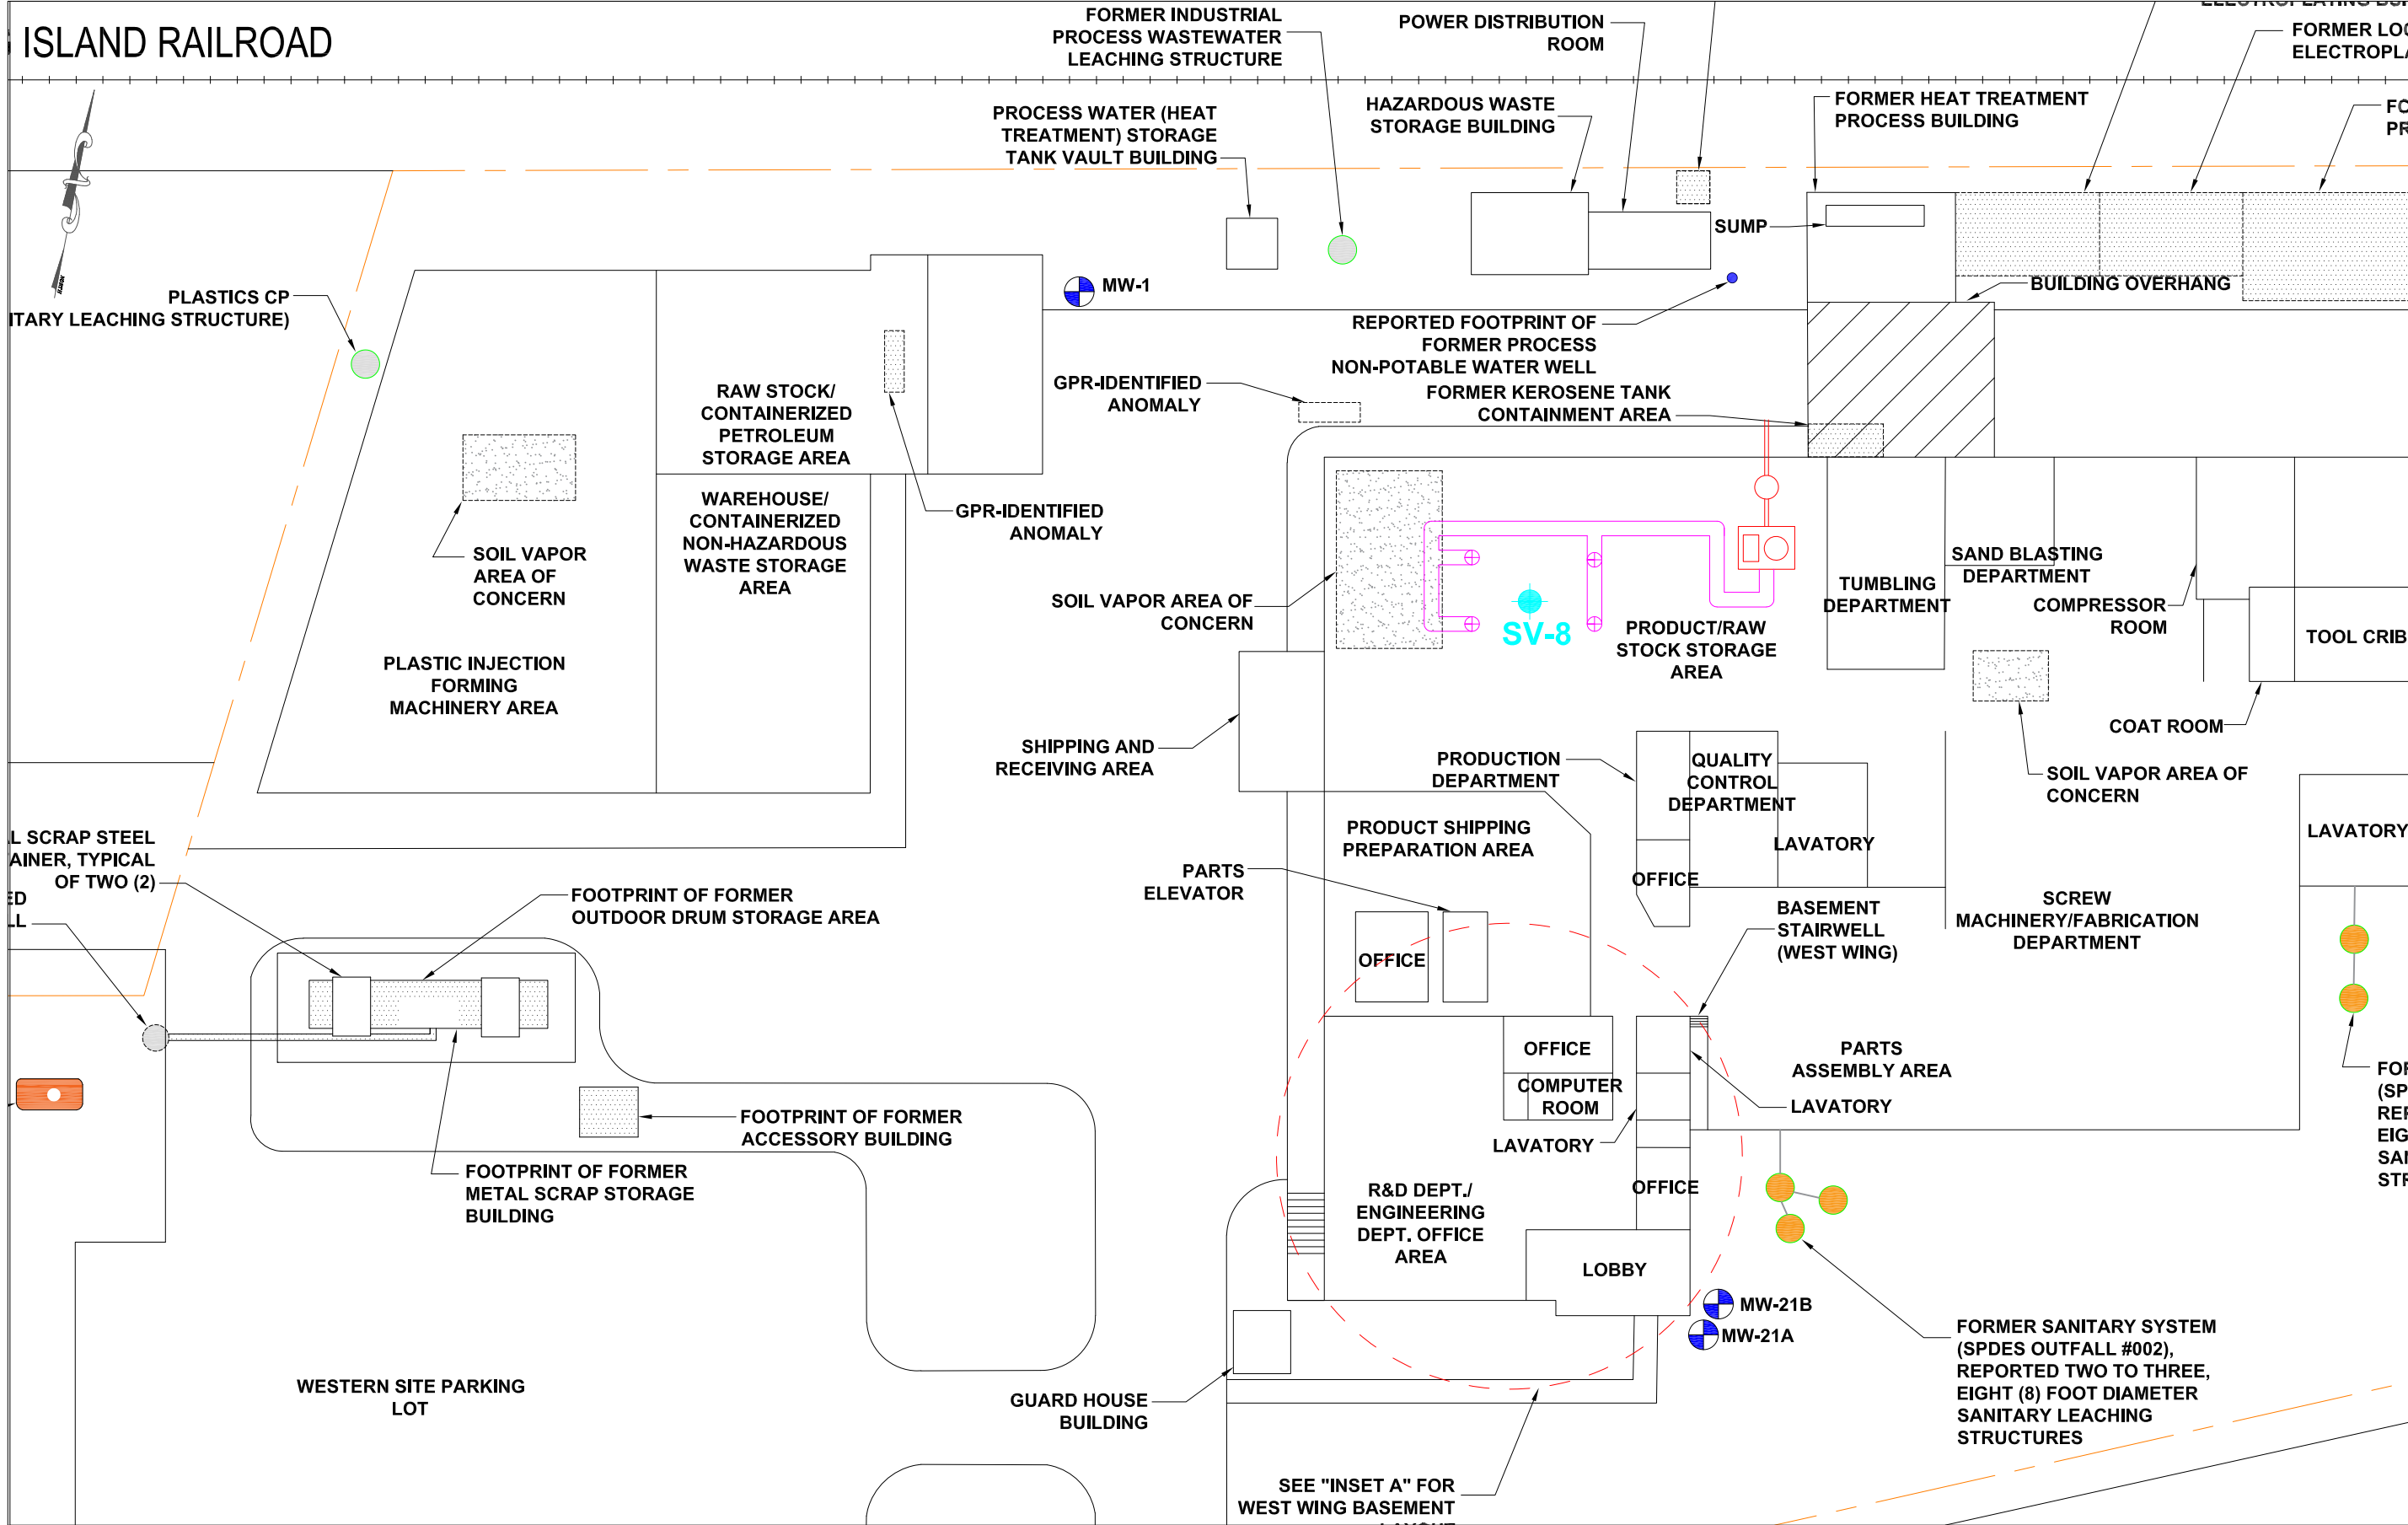 ISLAND RAILROAD
FORMER INDUSTRIAL
PROCESS WASTEWATER
LEACHING STRUCTURE
POWER DISTRIBUTION
ROOM
FORMER
PROCESS WATER (HEAT
TREATMENT) STORAGE
TANK VAULT BUILDING
HAZARDOUS WASTE
STORAGE BUILDING
FORMER HEAT TREATMENT
PROCESS BUILDING
SUMP
BUILDING OVERHANG
NORTH
PLASTICS CP
LEACHING STRUCTURE)
MW-1
REPORTED FOOTPRINT OF
FORMER PROCESS
NON-POTABLE WATER WELL
GPR-IDENTIFIED
ANOMALY
FORMER KEROSENE TANK
CONTAINMENT AREA
RAW STOCK/
CONTAINERIZED
PETROLEUM
STORAGE AREA
WAREHOUSE/
CONTAINERIZED
NON-HAZARDOUS
WASTE STORAGE
AREA
GPR-IDENTIFIED
ANOMALY
SOIL VAPOR
AREA OF
CONCERN
SOIL VAPOR AREA OF
CONCERN
SV-8
PRODUCT/RAW
STOCK STORAGE
AREA
TUMBLING
DEPARTMENT
SAND BLASTING
DEPARTMENT
COMPRESSOR
ROOM
TOOL CRIB
PLASTIC INJECTION
FORMING
MACHINERY AREA
COAT ROOM
SHIPPING AND
RECEIVING AREA
PRODUCTION
DEPARTMENT
QUALITY
CONTROL
DEPARTMENT
SOIL VAPOR AREA OF
CONCERN
SCRAP STEEL
TYPICAL
OF TWO (2)
PRODUCT SHIPPING
PREPARATION AREA
LAVATORY
LAVATORY
PARTS
ELEVATOR
OFFICE
FOOTPRINT OF FORMER
OUTDOOR DRUM STORAGE AREA
BASEMENT
STAIRWELL
(WEST WING)
SCREW
MACHINERY/FABRICATION
DEPARTMENT
OFFICE
OFFICE
COMPUTER
ROOM
PARTS
ASSEMBLY AREA
LAVATORY
FOOTPRINT OF FORMER
ACCESSORY BUILDING
LAVATORY
FOOTPRINT OF FORMER
METAL SCRAP STORAGE
BUILDING
R&D DEPT./
ENGINEERING
DEPT. OFFICE
AREA
OFFICE
LOBBY
MW-21B
MW-21A
FORMER SANITARY SYSTEM
(SPDES OUTFALL #002),
REPORTED TWO TO THREE,
EIGHT (8) FOOT DIAMETER
SANITARY LEACHING
STRUCTURES
WESTERN SITE PARKING
LOT
GUARD HOUSE
BUILDING
SEE "INSET A" FOR
WEST WING BASEMENT